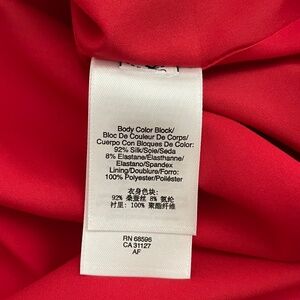 Body Color Block/
Bloc De Couleur De Corps/
Cuerpo Con Bloques De Color:
92% Silk/Soie/Seda
8% Elastane/Élasthanne/
Elastano/Spandex
Lining/Doublure/Forro:
100% Polyester/Poliéster
衣身色块:
92% 桑蚕丝 8% 氨纶
衬里: 100% 聚酯纤维
RN 68596
CA 31127
AF